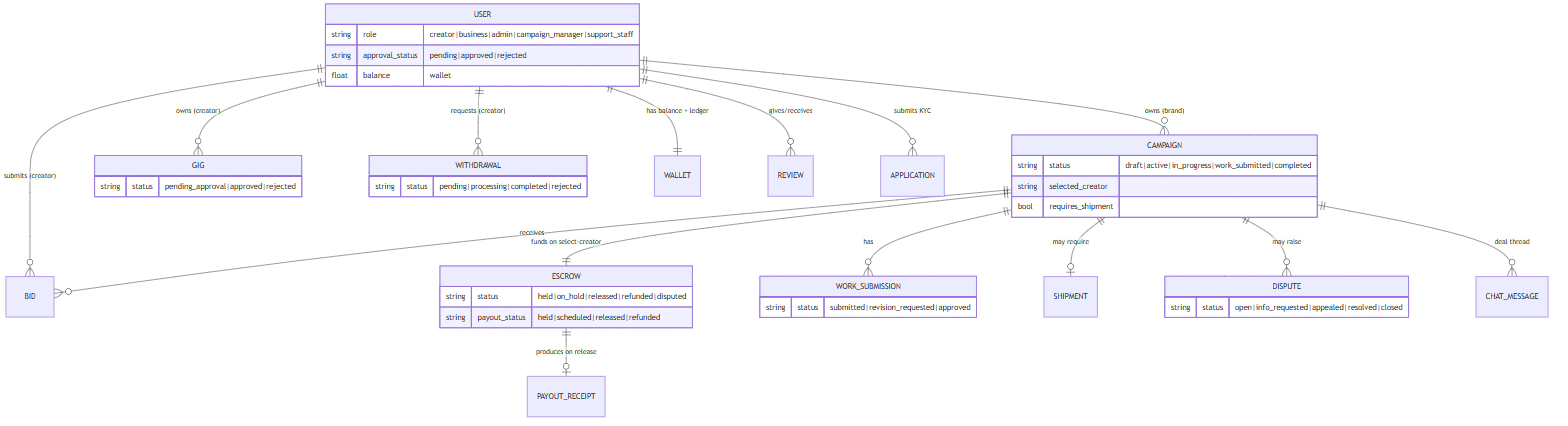 USER
string role creator|business|admin|campaign_manager|support_staff
string approval_status pending|approved|rejected
float balance wallet
owns (creator)
requests (creator)
has balance + ledger
gives/receives
submits KYC
owns (brand)
submits (creator)
GIG
string status pending_approval|approved|rejected
WITHDRAWAL
string status pending|processing|completed|rejected
WALLET
REVIEW
APPLICATION
CAMPAIGN
string status draft|active|in_progress|work_submitted|completed
string selected_creator
bool requires_shipment
receives
funds on select-creator
has
may require
may raise
deal thread
BID
ESCROW
string status held|on_hold|released|refunded|disputed
string payout_status held|scheduled|released|refunded
WORK_SUBMISSION
string status submitted|revision_requested|approved
SHIPMENT
DISPUTE
string status open|info_requested|appealed|resolved|closed
CHAT_MESSAGE
produces on release
PAYOUT_RECEIPT